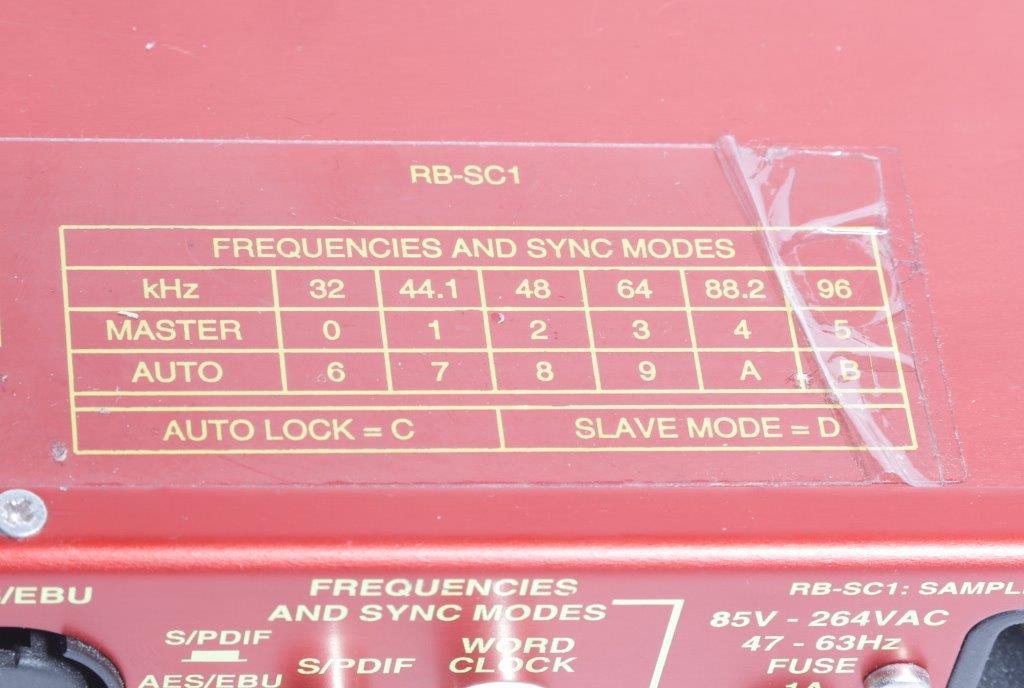 RB-SC1
FREQUENCIES AND SYNC MODES
kHz 32 44.1 48 64 88.2 96
MASTER 0 1 2 3 4 5
AUTO 6 7 8 9 A B
AUTO LOCK = C SLAVE MODE = D
/EBU FREQUENCIES RB-SC1: SAMPL
AND SYNC MODES 85V - 264VAC
S/PDIF WORD 47 - 63Hz
S/PDIF CLOCK FUSE
AES/EBU 1A